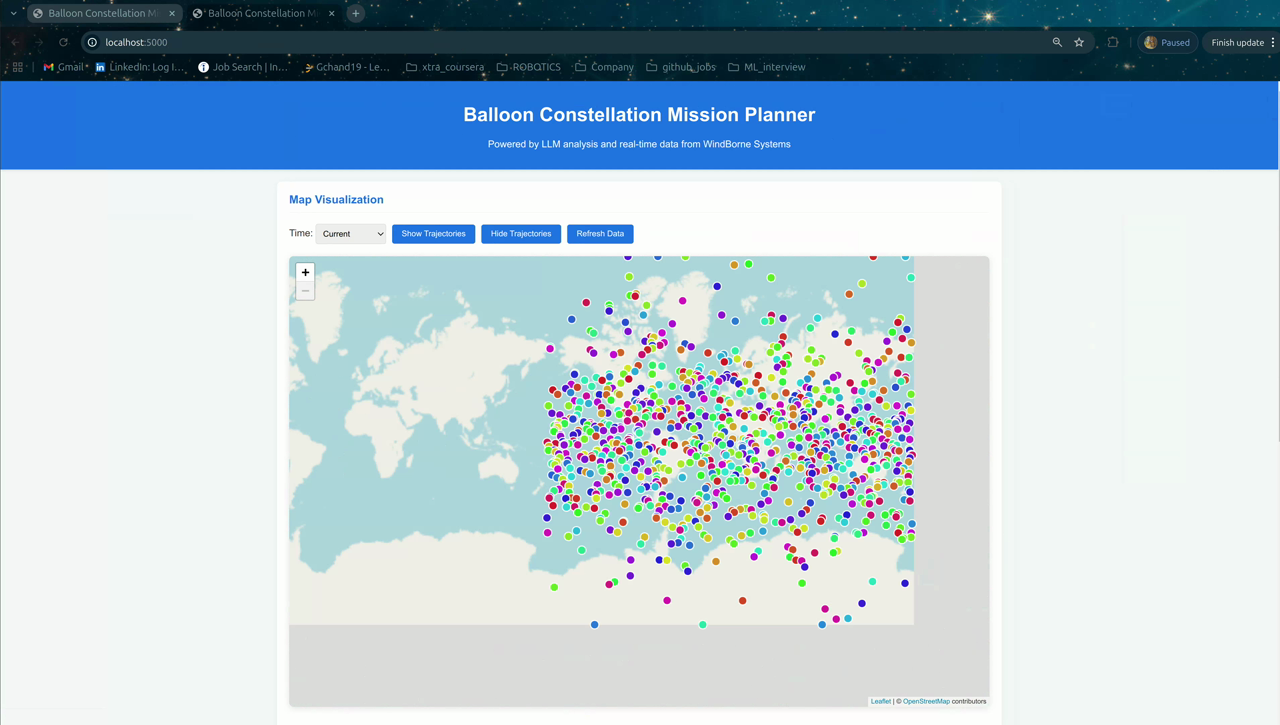 Balloon Constellation Mi
Balloon Constellation Mi
localhost:5000
Paused
Finish update
Gmail
LinkedIn: Log I...
Job Search | In...
Gchand19 - Le...
xtra_coursera
ROBOTICS
Company
github_jobs
ML_interview
Balloon Constellation Mission Planner
Powered by LLM analysis and real-time data from WindBorne Systems
Map Visualization
Time: Current Show Trajectories Hide Trajectories Refresh Data
+
−
Leaflet | © OpenStreetMap contributors